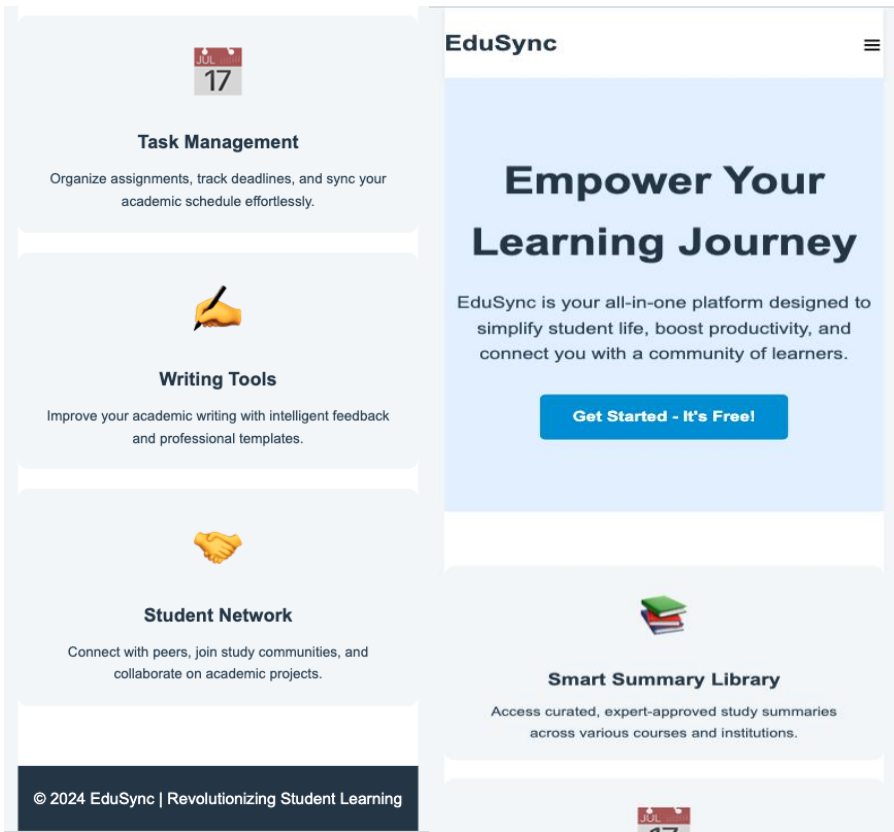 JUL
17
Task Management
Organize assignments, track deadlines, and sync your
academic schedule effortlessly.
Writing Tools
Improve your academic writing with intelligent feedback
and professional templates.
Student Network
Connect with peers, join study communities, and
collaborate on academic projects.
© 2024 EduSync | Revolutionizing Student Learning
EduSync
Empower Your
Learning Journey
EduSync is your all-in-one platform designed to
simplify student life, boost productivity, and
connect you with a community of learners.
Get Started - It's Free!
Smart Summary Library
Access curated, expert-approved study summaries
across various courses and institutions.
JUL
17